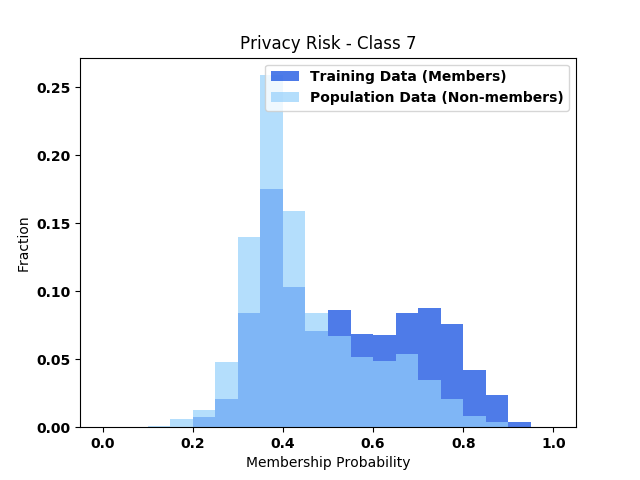 Privacy Risk - Class 7
Training Data (Members)
Population Data (Non-members)
0.25
0.20
0.15
0.10
0.05
0.00
Fraction
0.0 0.2 0.4 0.6 0.8 1.0
Membership Probability